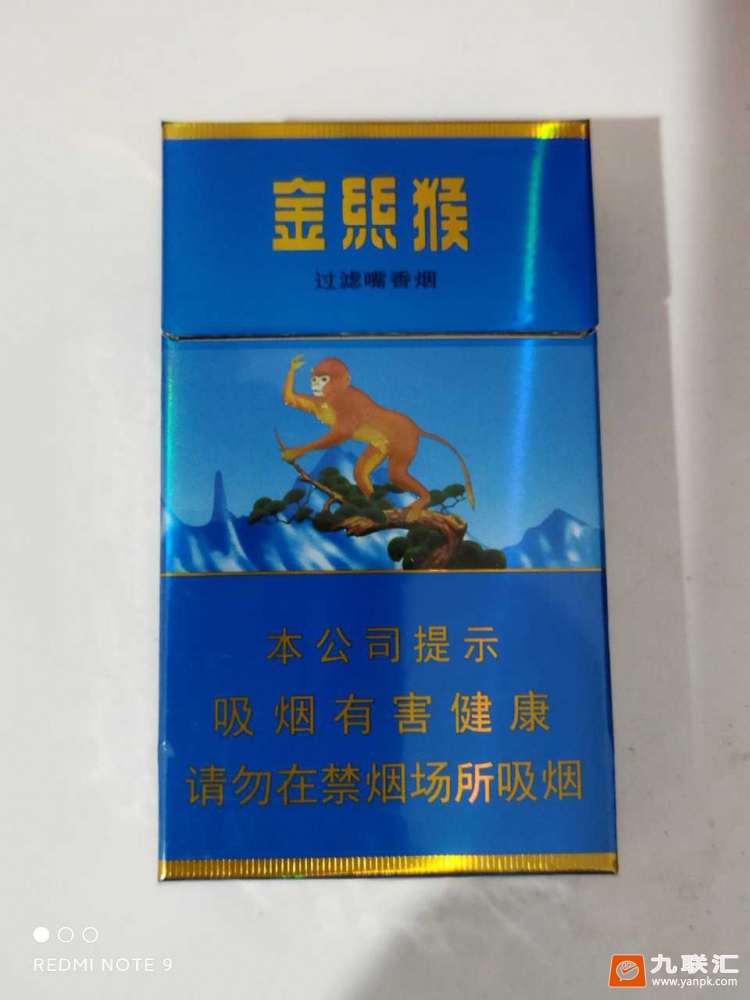 金丝猴
过滤嘴香烟
本公司提示
吸烟有害健康
请勿在禁烟场所吸烟
REDMI NOTE 9
九联汇
www.yanpk.com